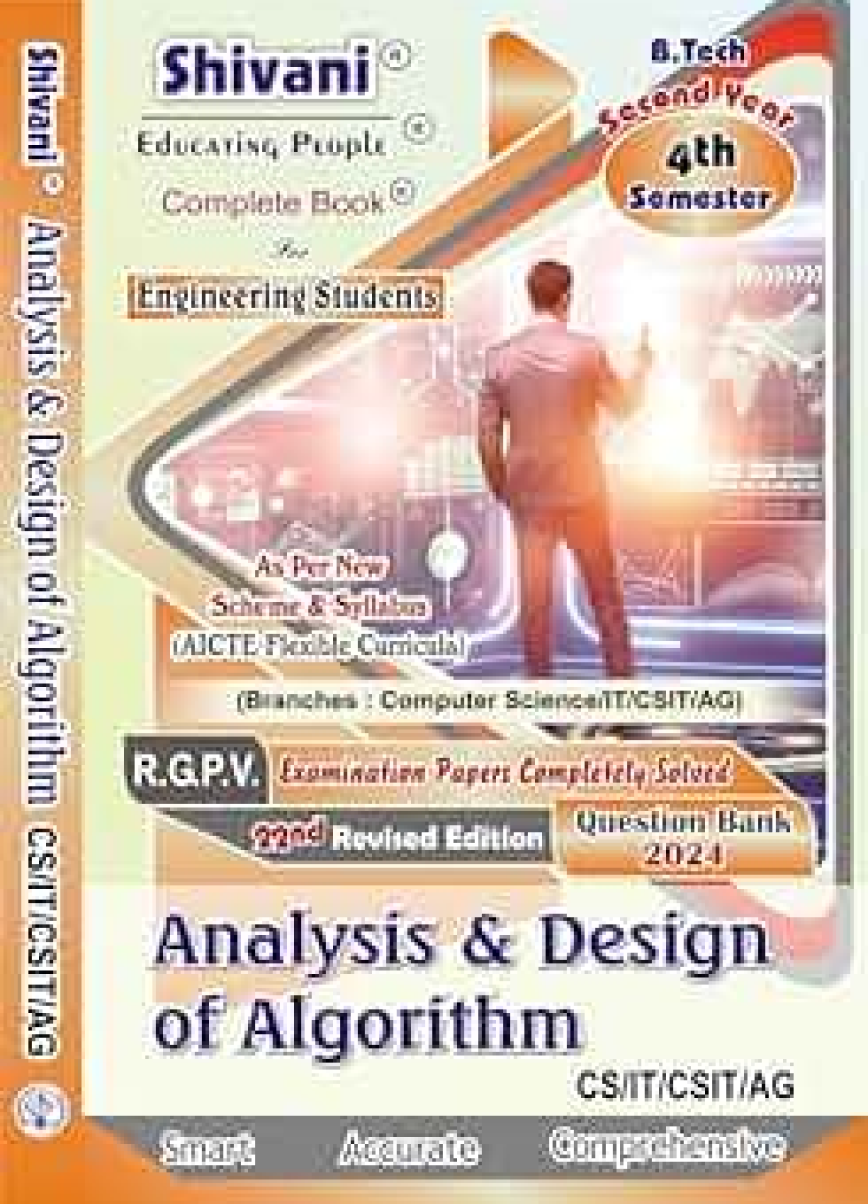 Shivani® Analysis & Design of Algorithm CS/IT/CSIT/AG
Shivani®
Educating People®
Complete Book®
For
Engineering Students
B.Tech
Second Year
4th
Semester
As Per New
Scheme & Syllabus
(AICTE-Flexible Curricula)
(Branches : Computer Science/IT/CSIT/AG)
R.G.P.V. Examination Papers Completely Solved
22nd Revised Edition
Question Bank
2024
Analysis & Design
of Algorithm
CS/IT/CSIT/AG
Smart Accurate Comprehensive